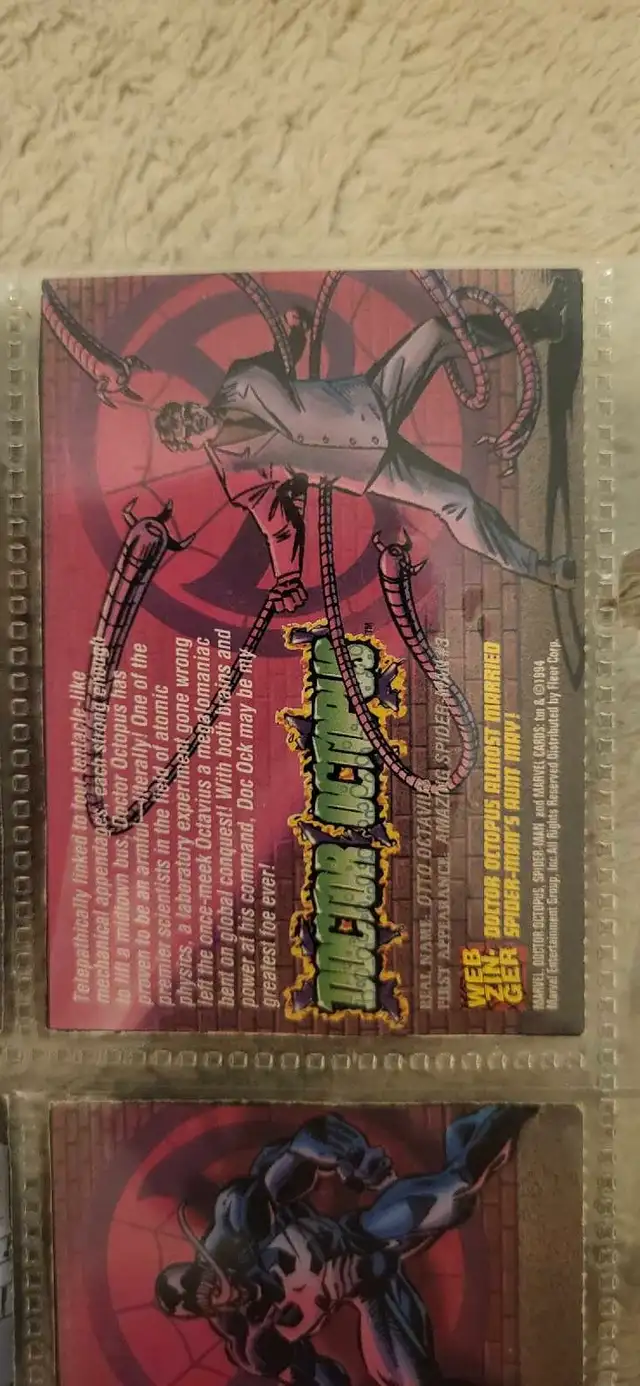 Telepathically linked to four tentacle-like
mechanical appendages, each strong enough
to lift a midtown bus, Doctor Octopus has
proven to be an armful--literally! One of the
premier scientists in the field of atomic
physics, a laboratory experiment gone wrong
left the once-meek Octavius a megalomaniac
bent on global conquest! With both brains and
power at his command, Doc Ock may be my
greatest foe ever!
DOCTOR OCTOPUS™
REAL NAME: OTTO OCTAVIUS
FIRST APPEARANCE: AMAZING SPIDER-MAN #3
WEB
ZIN-
GER
DOCTOR OCTOPUS ALMOST MARRIED
SPIDER-MAN'S AUNT MAY!
MARVEL, DOCTOR OCTOPUS, SPIDER-MAN and MARVEL CARDS: tm & ©1994
Marvel Entertainment Group, Inc. All Rights Reserved Distributed by Fleer Corp.